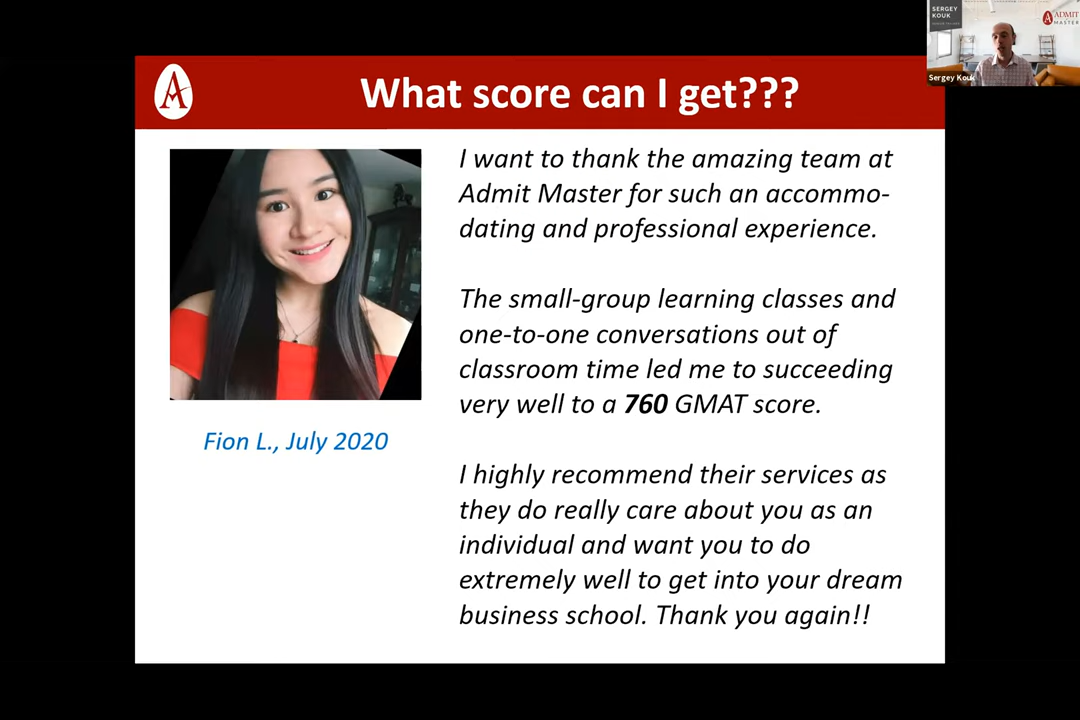 What score can I get???
I want to thank the amazing team at
Admit Master for such an accommo-
dating and professional experience.
The small-group learning classes and
one-to-one conversations out of
classroom time led me to succeeding
very well to a 760 GMAT score.
I highly recommend their services as
they do really care about you as an
individual and want you to do
extremely well to get into your dream
business school. Thank you again!!
Fion L., July 2020
SERGEY
KOUK
ADMIT
MASTER
Sergey Kouk